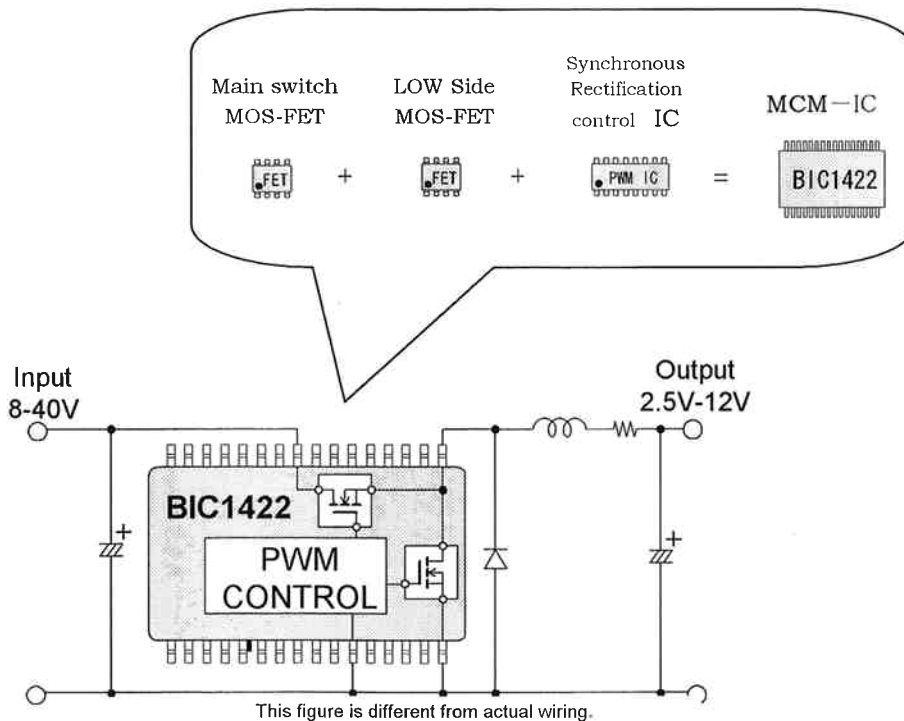 Main switch
MOS-FET
LOW Side
MOS-FET
Synchronous
Rectification
control IC
MCM-IC
FET
+
FET
+
PWM IC
=
BIC1422
Input
8-40V
Output
2.5V-12V
+
BIC1422
PWM
CONTROL
+
This figure is different from actual wiring.